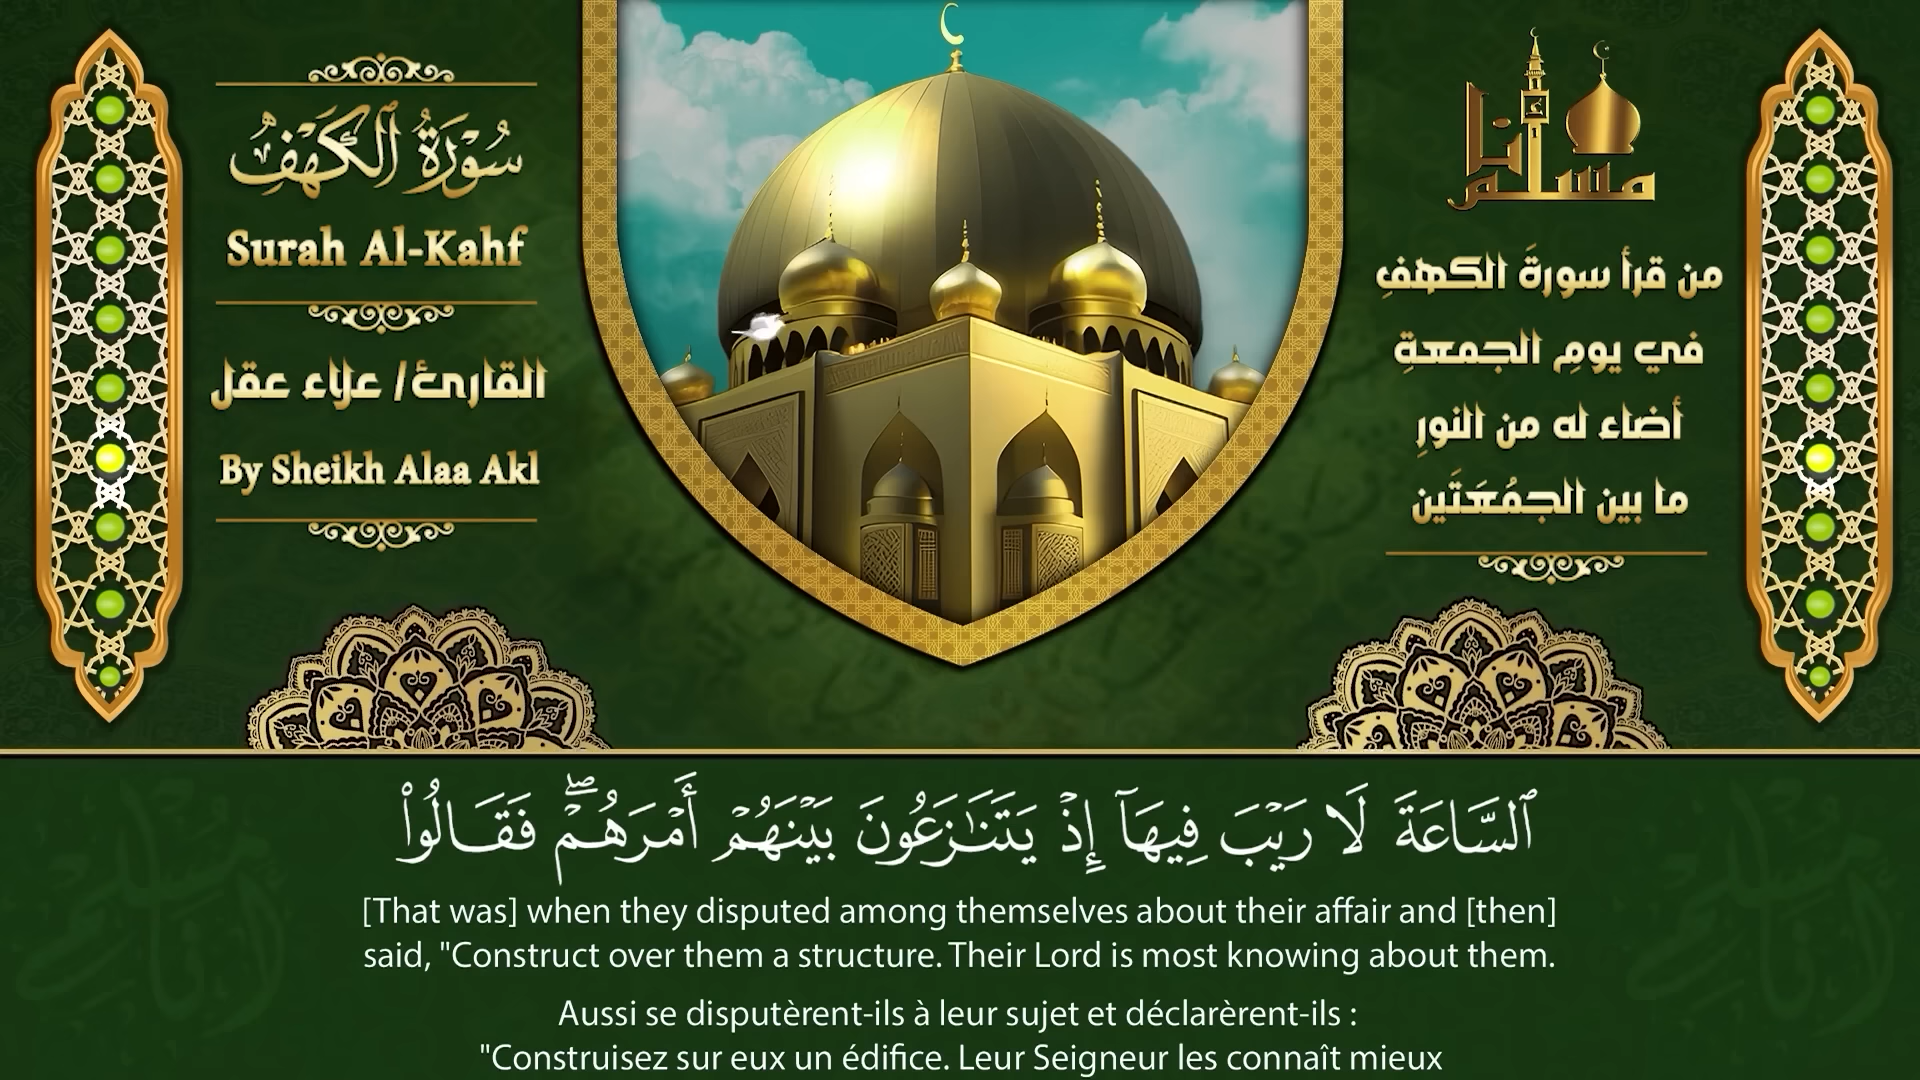 سُورَةُ ٱلْكَهْفِ
Surah Al-Kahf
القارئ/ علاء عقل
By Sheikh Alaa Akl
أنا مسلم
من قرأ سورةَ الكهفِ
في يومِ الجمعةِ
أضاء له من النورِ
ما بين الجمُعَتَين
ٱلسَّاعَةَ لَا رَيْبَ فِيهَآ إِذْ يَتَنَٰزَعُونَ بَيْنَهُمْ أَمْرَهُمْ ۖ فَقَالُوا۟
[That was] when they disputed among themselves about their affair and [then]
said, "Construct over them a structure. Their Lord is most knowing about them.
Aussi se disputèrent-ils à leur sujet et déclarèrent-ils :
"Construisez sur eux un édifice. Leur Seigneur les connaît mieux